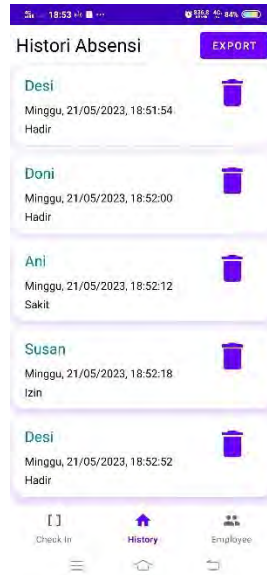 18:53
84%
Histori Absensi
EXPORT
Desi
Minggu, 21/05/2023, 18:51:54
Hadir
Doni
Minggu, 21/05/2023, 18:52:00
Hadir
Ani
Minggu, 21/05/2023, 18:52:12
Sakit
Susan
Minggu, 21/05/2023, 18:52:18
Izin
Desi
Minggu, 21/05/2023, 18:52:52
Hadir
Check In
History
Employee